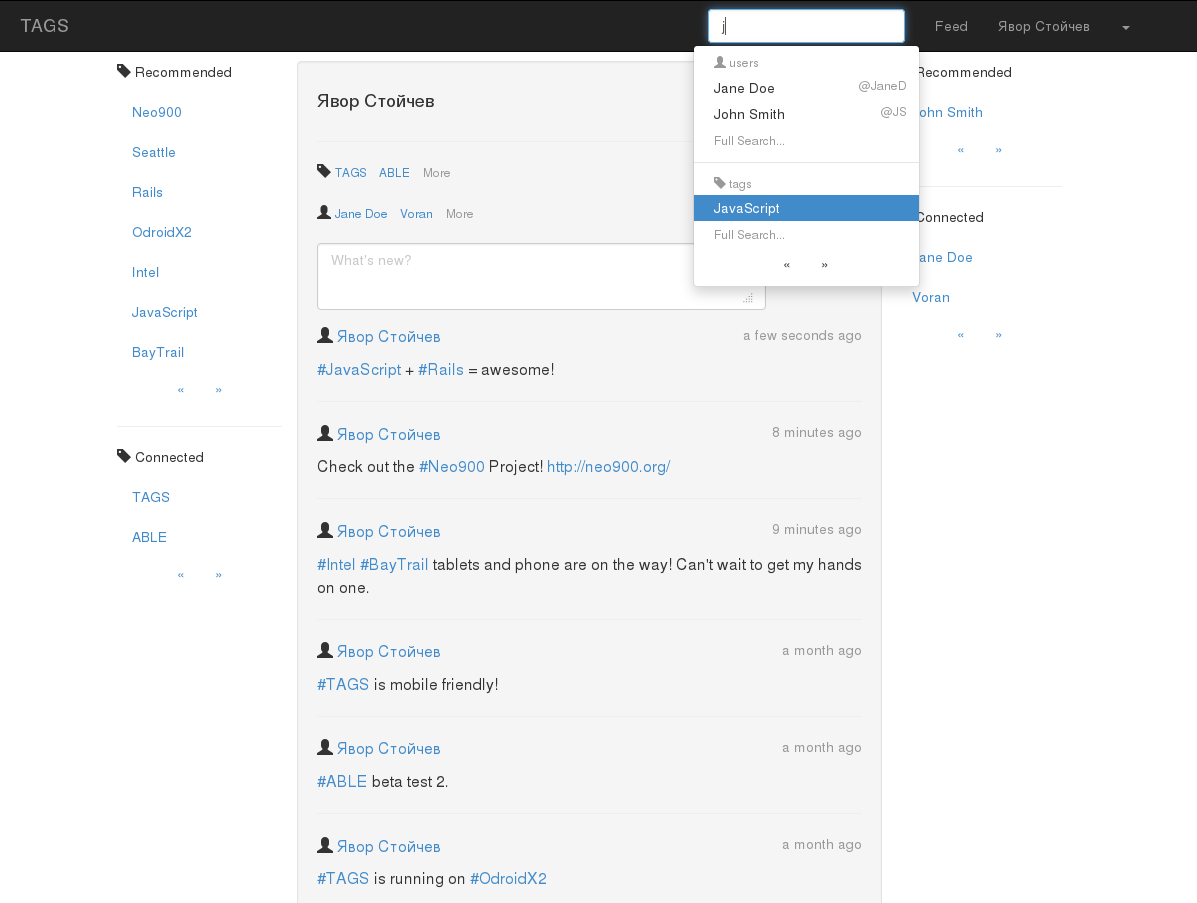 TAGS
j
Feed
Явор Стойчев
Recommended
Neo900
Seattle
Rails
OdroidX2
Intel
JavaScript
BayTrail
« »
Connected
TAGS
ABLE
« »
Явор Стойчев
TAGS ABLE More
Jane Doe Voran More
What's new?
Явор Стойчев a few seconds ago
#JavaScript + #Rails = awesome!
Явор Стойчев 8 minutes ago
Check out the #Neo900 Project! http://neo900.org/
Явор Стойчев 9 minutes ago
#Intel #BayTrail tablets and phone are on the way! Can't wait to get my hands
on one.
Явор Стойчев a month ago
#TAGS is mobile friendly!
Явор Стойчев a month ago
#ABLE beta test 2.
Явор Стойчев a month ago
#TAGS is running on #OdroidX2
users
Jane Doe @JaneD
John Smith @JS
Full Search...
tags
JavaScript
Full Search...
« »
Recommended
ohn Smith
« »
Connected
ane Doe
Voran
« »